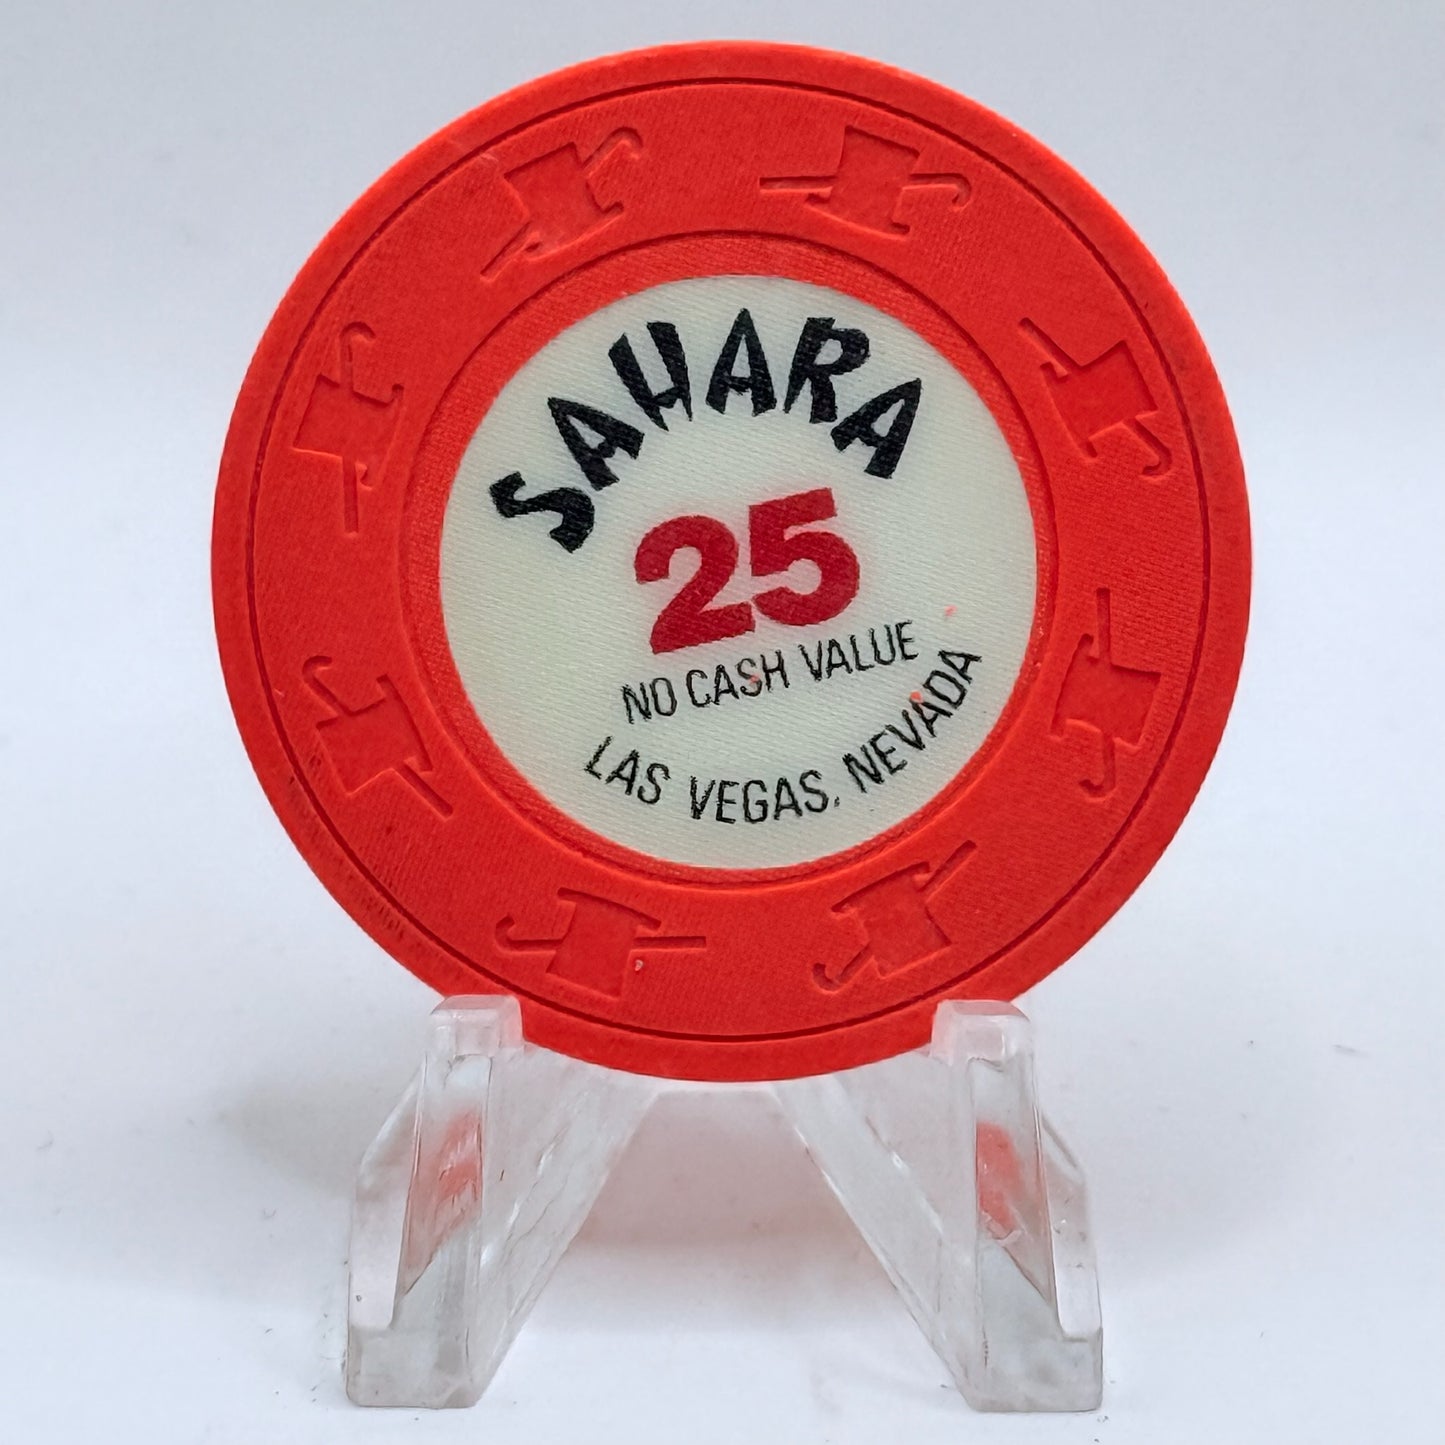 SAHARA
25
NO CASH VALUE
LAS VEGAS, NEVADA